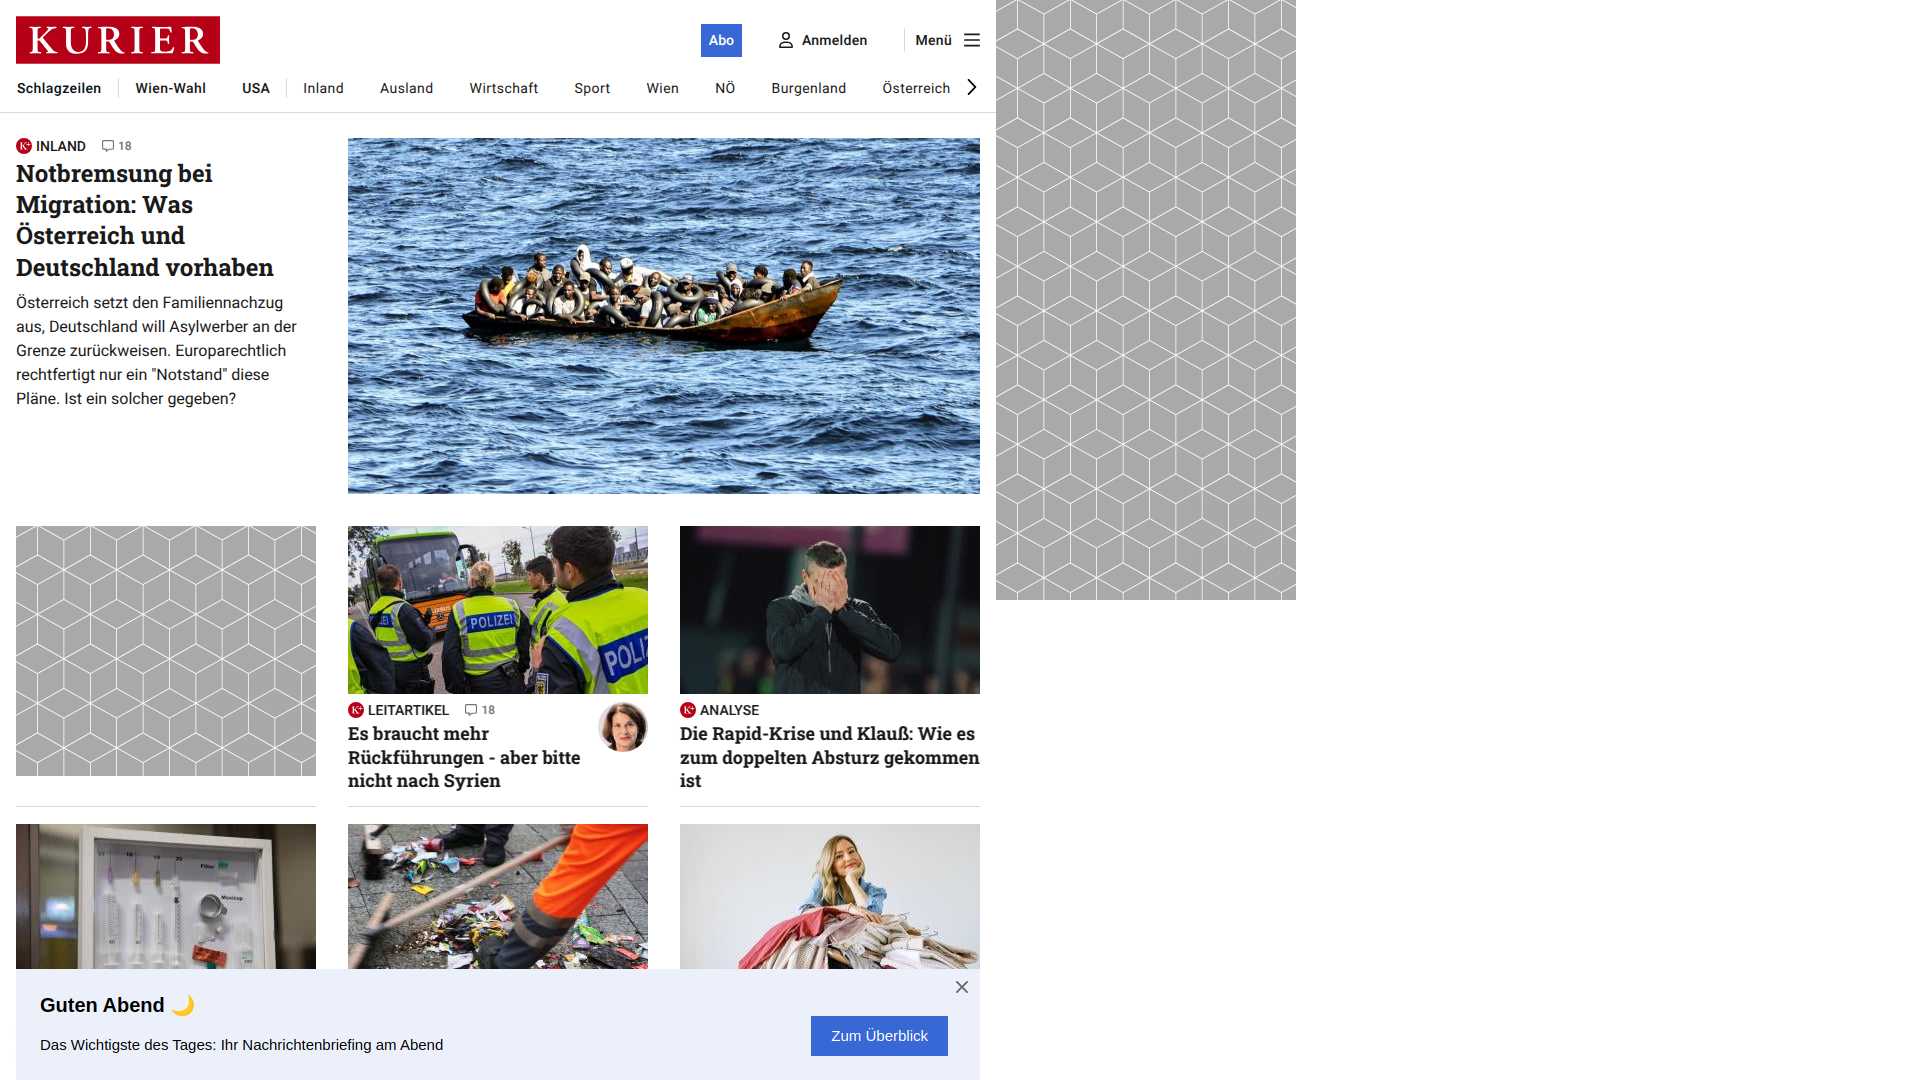 KURIER
Abo
Anmelden
Menü
Schlagzeilen
Wien-Wahl
USA
Inland
Ausland
Wirtschaft
Sport
Wien
NÖ
Burgenland
Österreich
INLAND
18
Notbremsung bei
Migration: Was
Österreich und
Deutschland vorhaben
Österreich setzt den Familiennachzug
aus, Deutschland will Asylwerber an der
Grenze zurückweisen. Europarechtlich
rechtfertigt nur ein "Notstand" diese
Pläne. Ist ein solcher gegeben?
POLIZEI
LEITARTIKEL
18
Es braucht mehr
Rückführungen - aber bitte
nicht nach Syrien
ANALYSE
Die Rapid-Krise und Klauß: Wie es
zum doppelten Absturz gekommen
ist
Guten Abend 🌙
Das Wichtigste des Tages: Ihr Nachrichtenbriefing am Abend
Zum Überblick